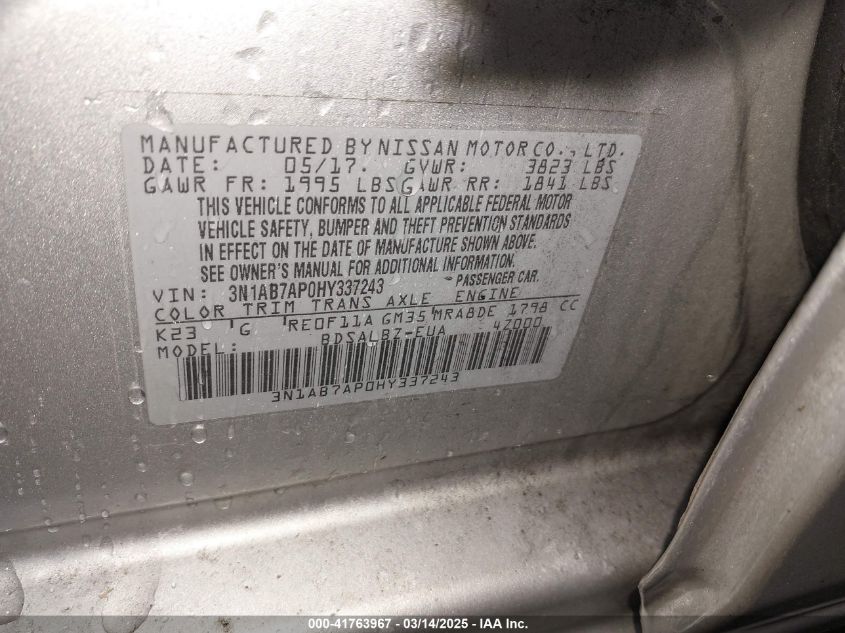 MANUFACTURED BY NISSAN MOTOR CO., LTD.
DATE: 05/17. GVWR: 3823 LBS
GAWR FR: 1995 LBS GAWR RR: 1841 LBS
THIS VEHICLE CONFORMS TO ALL APPLICABLE FEDERAL MOTOR
VEHICLE SAFETY, BUMPER AND THEFT PREVENTION STANDARDS
IN EFFECT ON THE DATE OF MANUFACTURE SHOWN ABOVE.
SEE OWNER'S MANUAL FOR ADDITIONAL INFORMATION.
VIN: 3N1AB7AP0HY337243 - PASSENGER CAR.
COLOR TRIM TRANS AXLE ENGINE
K23 G RE0F11A GM35 MRA8DE 1798 CC
MODEL: BDSALBZ-EUA 4Z000
3N1AB7AP0HY337243
000-41763967 - 03/14/2025 - IAA Inc.